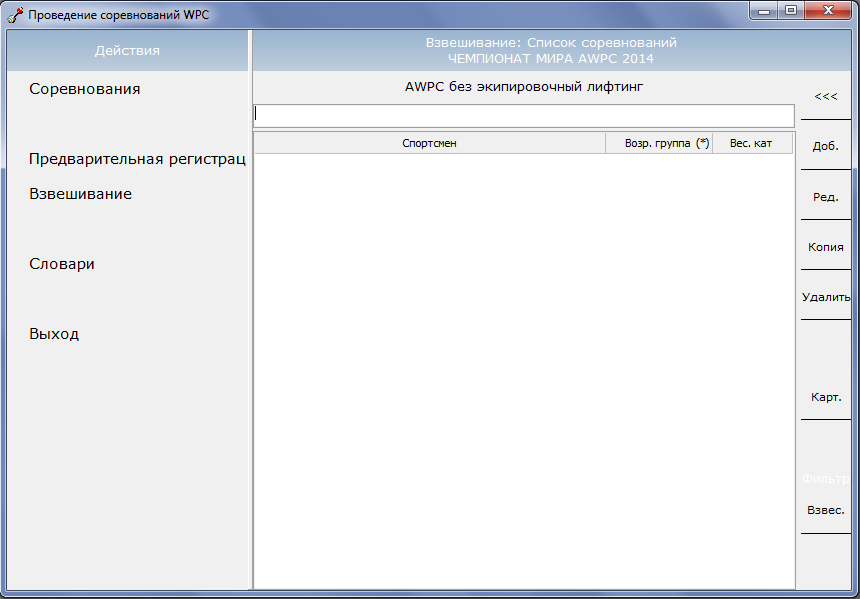 Проведение соревнований WPC
Действия
Соревнования
Предварительная регистрац
Взвешивание
Словари
Выход
Взвешивание: Список соревнований
ЧЕМПИОНАТ МИРА AWPC 2014
AWPC без экипировочный лифтинг
Спортсмен
Возр. группа (*)
Вес. кат
<<<
Доб.
Ред.
Копия
Удалить
Карт.
Фильтр
Взвес.